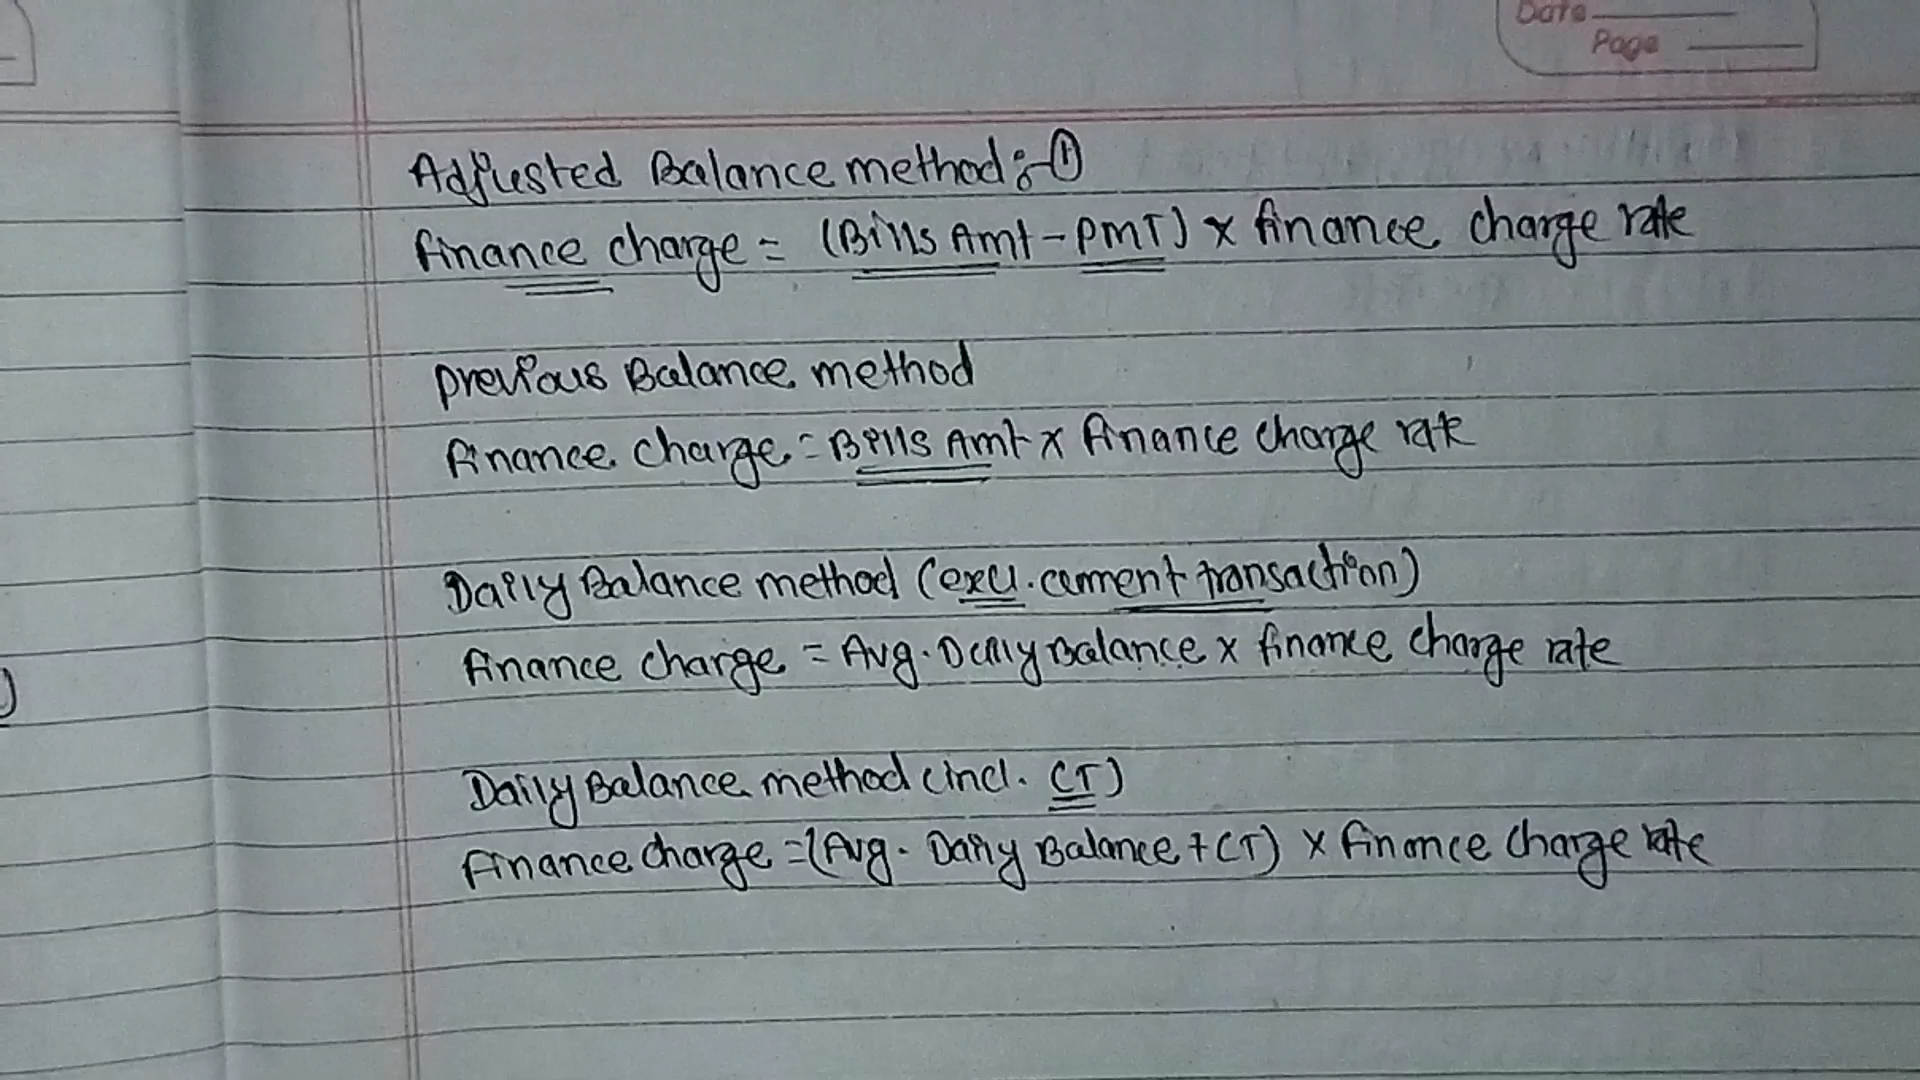 Date
Page
Adjusted Balance method :- ①
finance charge = (Bills Amt - PMT) x finance charge rate
previous Balance method
finance charge = Bills Amt x finance charge rate
Daily Balance method (excl. current transaction)
finance charge = Avg. Daily Balance x finance charge rate
Daily Balance method (incl. CT)
finance charge = (Avg. Daily Balance + CT) x finance charge rate